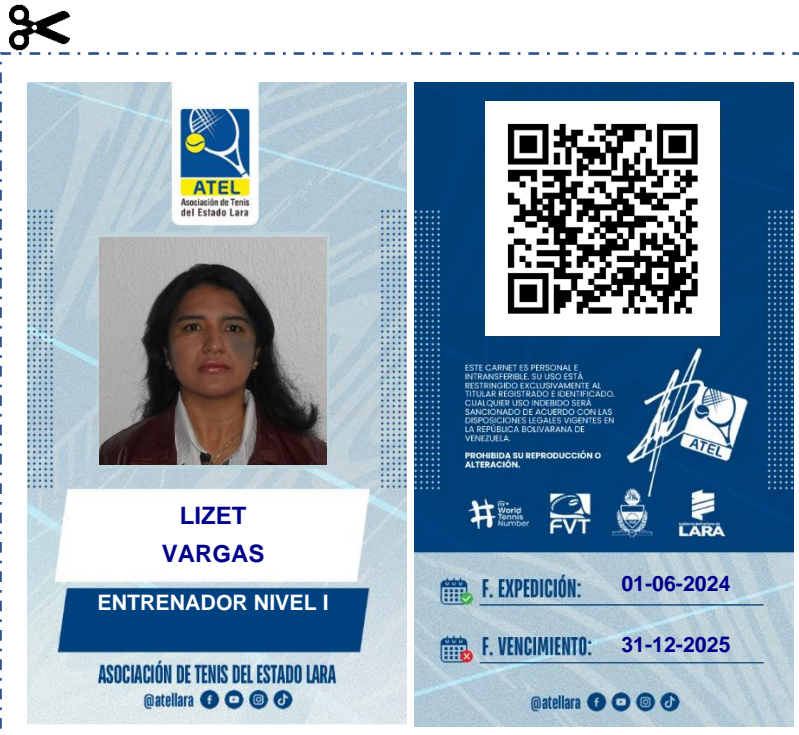 ATEL
Asociación de Tenis
del Estado Lara
LIZET
VARGAS
ENTRENADOR NIVEL I
ASOCIACIÓN DE TENIS DEL ESTADO LARA
@atellara
ESTE CARNET ES PERSONAL E
INTRANSFERIBLE. SU USO ESTÁ
RESTRINGIDO EXCLUSIVAMENTE AL
TITULAR REGISTRADO E IDENTIFICADO.
CUALQUIER USO INDEBIDO SERÁ
SANCIONADO DE ACUERDO CON LAS
DISPOSICIONES LEGALES VIGENTES EN
LA REPÚBLICA BOLIVARANA DE
VENEZUELA.
PROHIBIDA SU REPRODUCCIÓN O
ALTERACIÓN.
ATEL
World
Tennis
Number
FVT
LARA
F. EXPEDICIÓN: 01-06-2024
F. VENCIMIENTO: 31-12-2025
@atellara